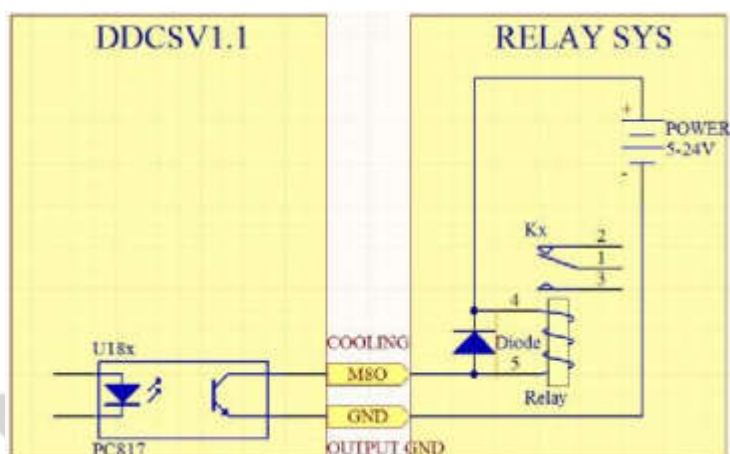 DDCSV1.1
RELAY SYS
+
POWER
5-24V
-
Kx
2
1
3
4
Diode
5
Relay
U18x
PC817
COOLING
M8O
GND
OUTPUT GND